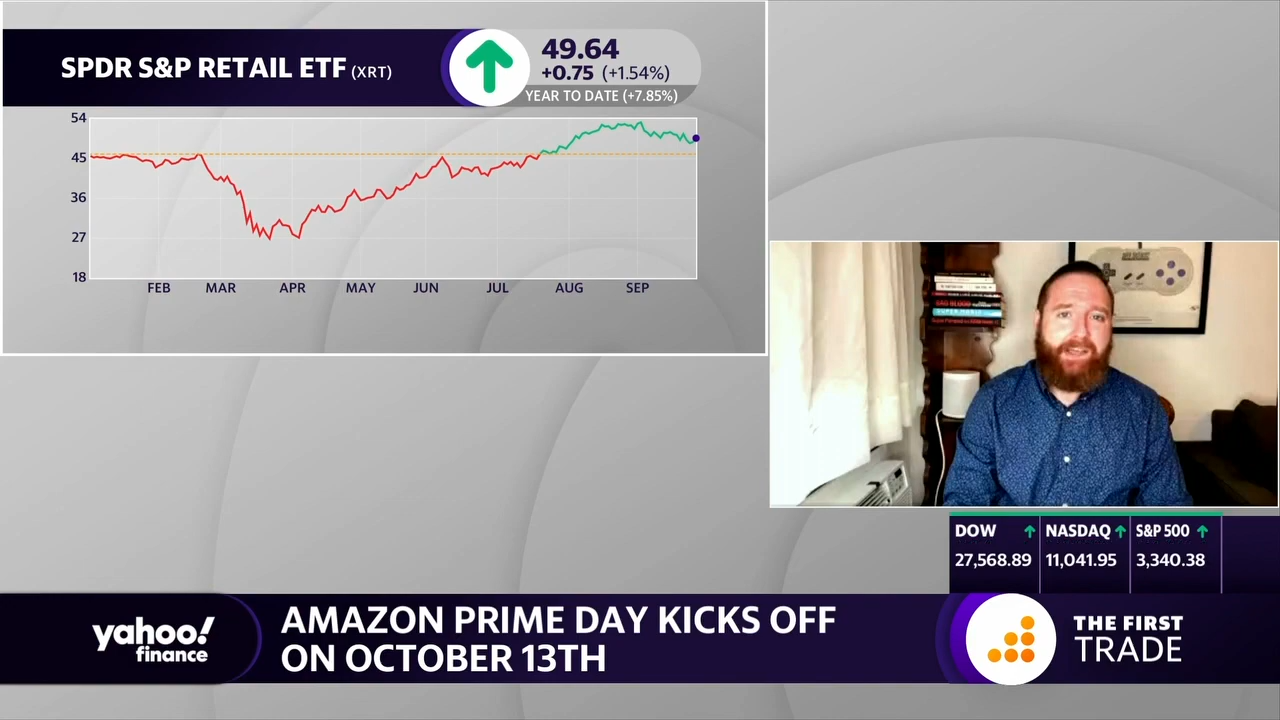 SPDR S&P RETAIL ETF (XRT)
49.64
+0.75 (+1.54%)
YEAR TO DATE (+7.85%)
54
45
36
27
18
FEB MAR APR MAY JUN JUL AUG SEP
BAD BLOOD
DOW
27,568.89
NASDAQ
11,041.95
S&P 500
3,340.38
yahoo!
finance
AMAZON PRIME DAY KICKS OFF
ON OCTOBER 13TH
THE FIRST
TRADE